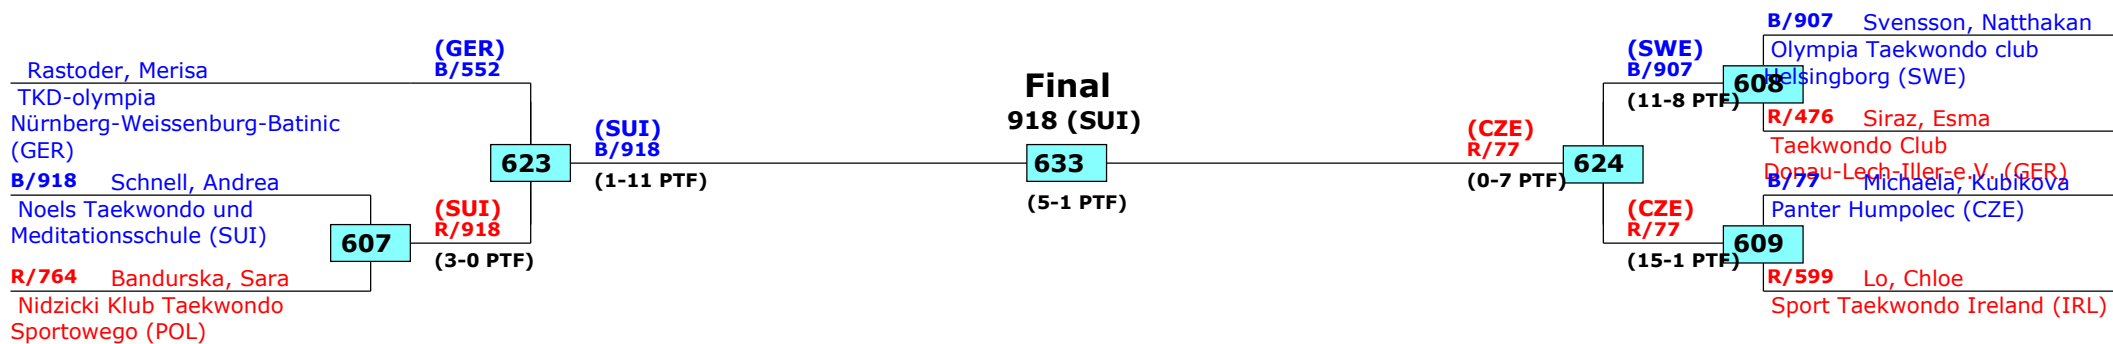 (GER)
B/552
Rastoder, Merisa
TKD-olympia
Nürnberg-Weissenburg-Batinic
(GER)
B/918 Schnell, Andrea
Noels Taekwondo und
Meditationsschule (SUI)
607
R/764 Bandurska, Sara
Nidzicki Klub Taekwondo
Sportowego (POL)
(SUI)
R/918
(3-0 PTF)
623
(SUI)
B/918
(1-11 PTF)
Final
918 (SUI)
633
(5-1 PTF)
(CZE)
R/77
(0-7 PTF)
624
(SWE)
B/907
(11-8 PTF)
608
B/907 Svensson, Natthakan
Olympia Taekwondo club
Helsingborg (SWE)
R/476 Siraz, Esma
Taekwondo Club
Donau-Lech-Iller-e.V. (GER)
(CZE)
R/77
(15-1 PTF)
609
B/77 Michaela, Kubikova
Panter Humpolec (CZE)
R/599 Lo, Chloe
Sport Taekwondo Ireland (IRL)